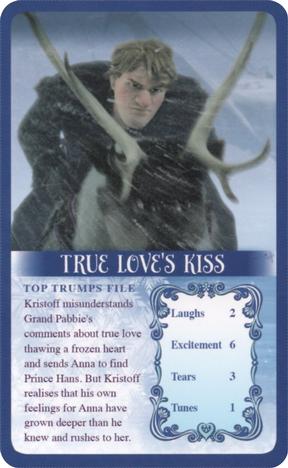 TRUE LOVE'S KISS
TOP TRUMPS FILE
Kristoff misunderstands
Grand Pabbie's
comments about true love
thawing a frozen heart
and sends Anna to find
Prince Hans. But Kristoff
realises that his own
feelings for Anna have
grown deeper than he
knew and rushes to her.
Laughs 2
Excitement 6
Tears 3
Tunes 1